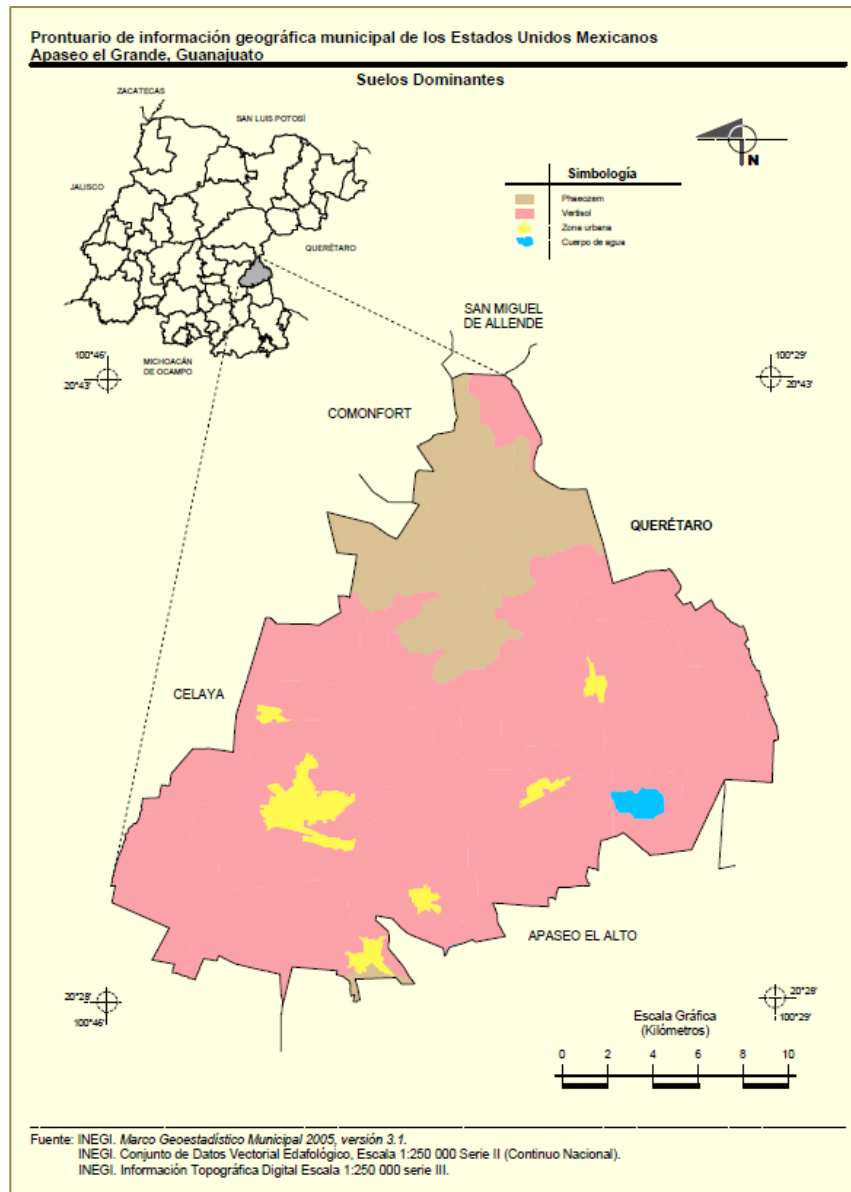 Prontuario de información geográfica municipal de los Estados Unidos Mexicanos
Apaseo el Grande, Guanajuato
Suelos Dominantes
ZACATECAS
SAN LUIS POTOSÍ
JALISCO
QUERÉTARO
MICHOACÁN
DE OCAMPO
N
Simbología
Phaeozem
Vertisol
Zona urbana
Cuerpo de agua
SAN MIGUEL
DE ALLENDE
100°46'
20°43'
100°29'
20°43'
COMONFORT
QUERÉTARO
CELAYA
APASEO EL ALTO
20°28'
100°46'
20°28'
100°29'
Escala Gráfica
(Kilómetros)
0 2 4 6 8 10
Fuente: INEGI. Marco Geoestadístico Municipal 2005, versión 3.1.
INEGI. Conjunto de Datos Vectorial Edafológico, Escala 1:250 000 Serie II (Continuo Nacional).
INEGI. Información Topográfica Digital Escala 1:250 000 serie III.